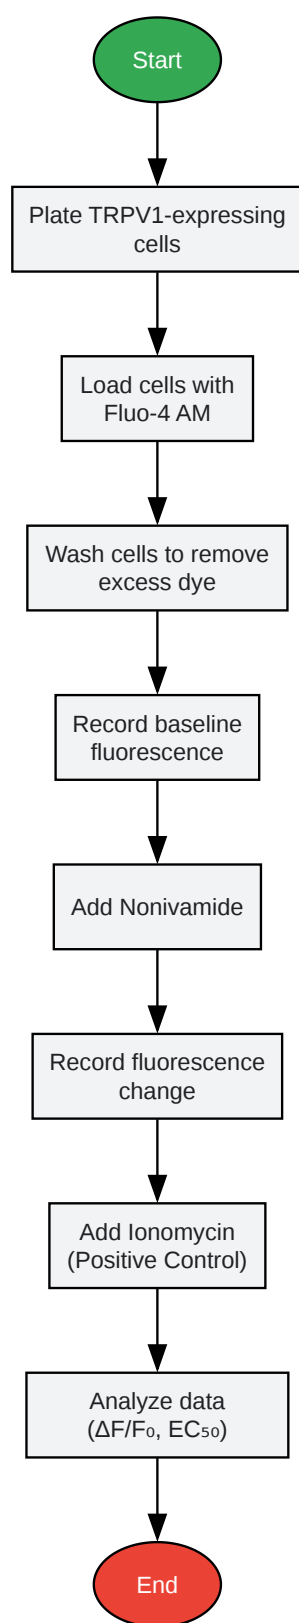 Start
Plate TRPV1-expressing
cells
Load cells with
Fluo-4 AM
Wash cells to remove
excess dye
Record baseline
fluorescence
Add Nonivamide
Record fluorescence
change
Add Ionomycin
(Positive Control)
Analyze data
(ΔF/F₀, EC₅₀)
End